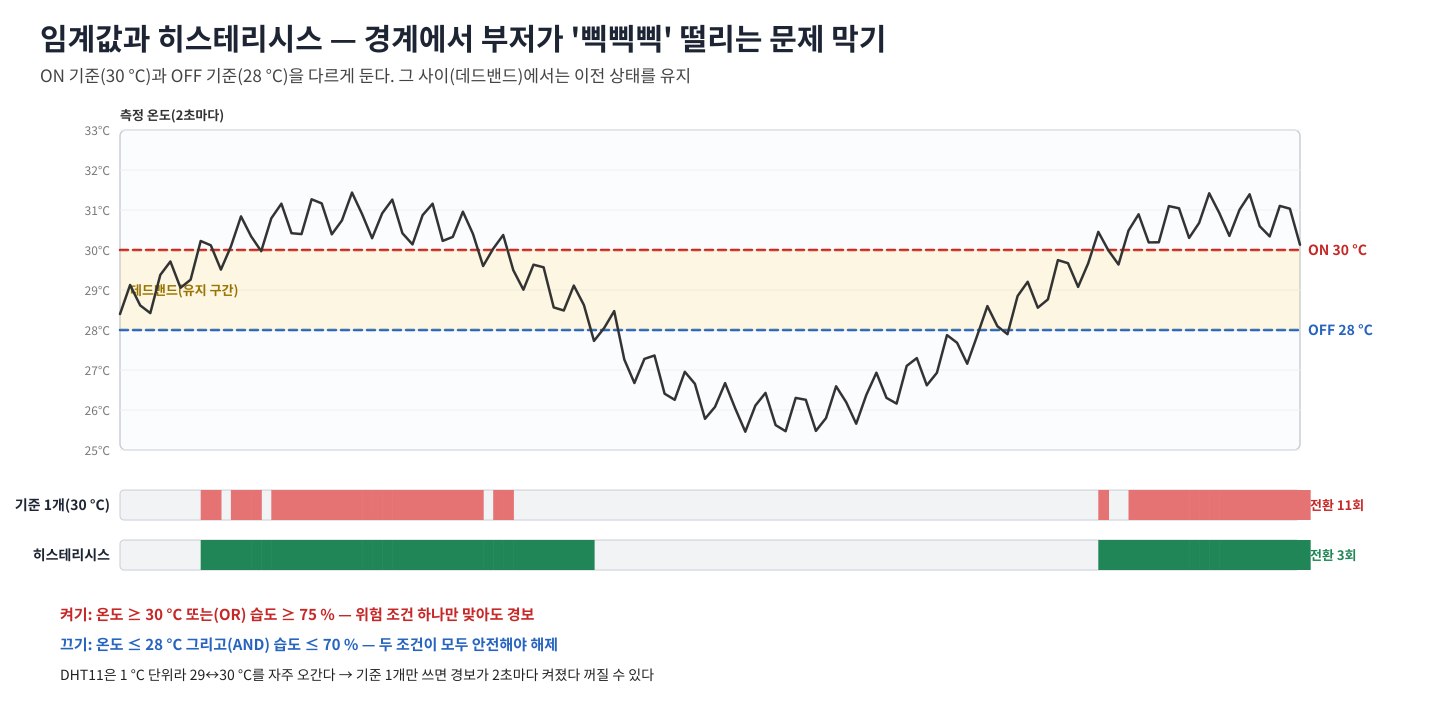 임계값과 히스테리시스 — 경계에서 부저가 '삑삑삑' 떨리는 문제 막기
ON 기준(30 °C)과 OFF 기준(28 °C)을 다르게 둔다. 그 사이(데드밴드)에서는 이전 상태를 유지
측정 온도(2초마다)
33°C
32°C
31°C
30°C
ON 30 °C
29°C
데드밴드(유지 구간)
28°C
OFF 28 °C
27°C
26°C
25°C
기준 1개(30 °C)
전환 11회
히스테리시스
전환 3회
켜기: 온도 ≥ 30 °C 또는(OR) 습도 ≥ 75 % — 위험 조건 하나만 맞아도 경보
끄기: 온도 ≤ 28 °C 그리고(AND) 습도 ≤ 70 % — 두 조건이 모두 안전해야 해제
DHT11은 1 °C 단위라 29↔30 °C를 자주 오간다 → 기준 1개만 쓰면 경보가 2초마다 켜졌다 꺼질 수 있다